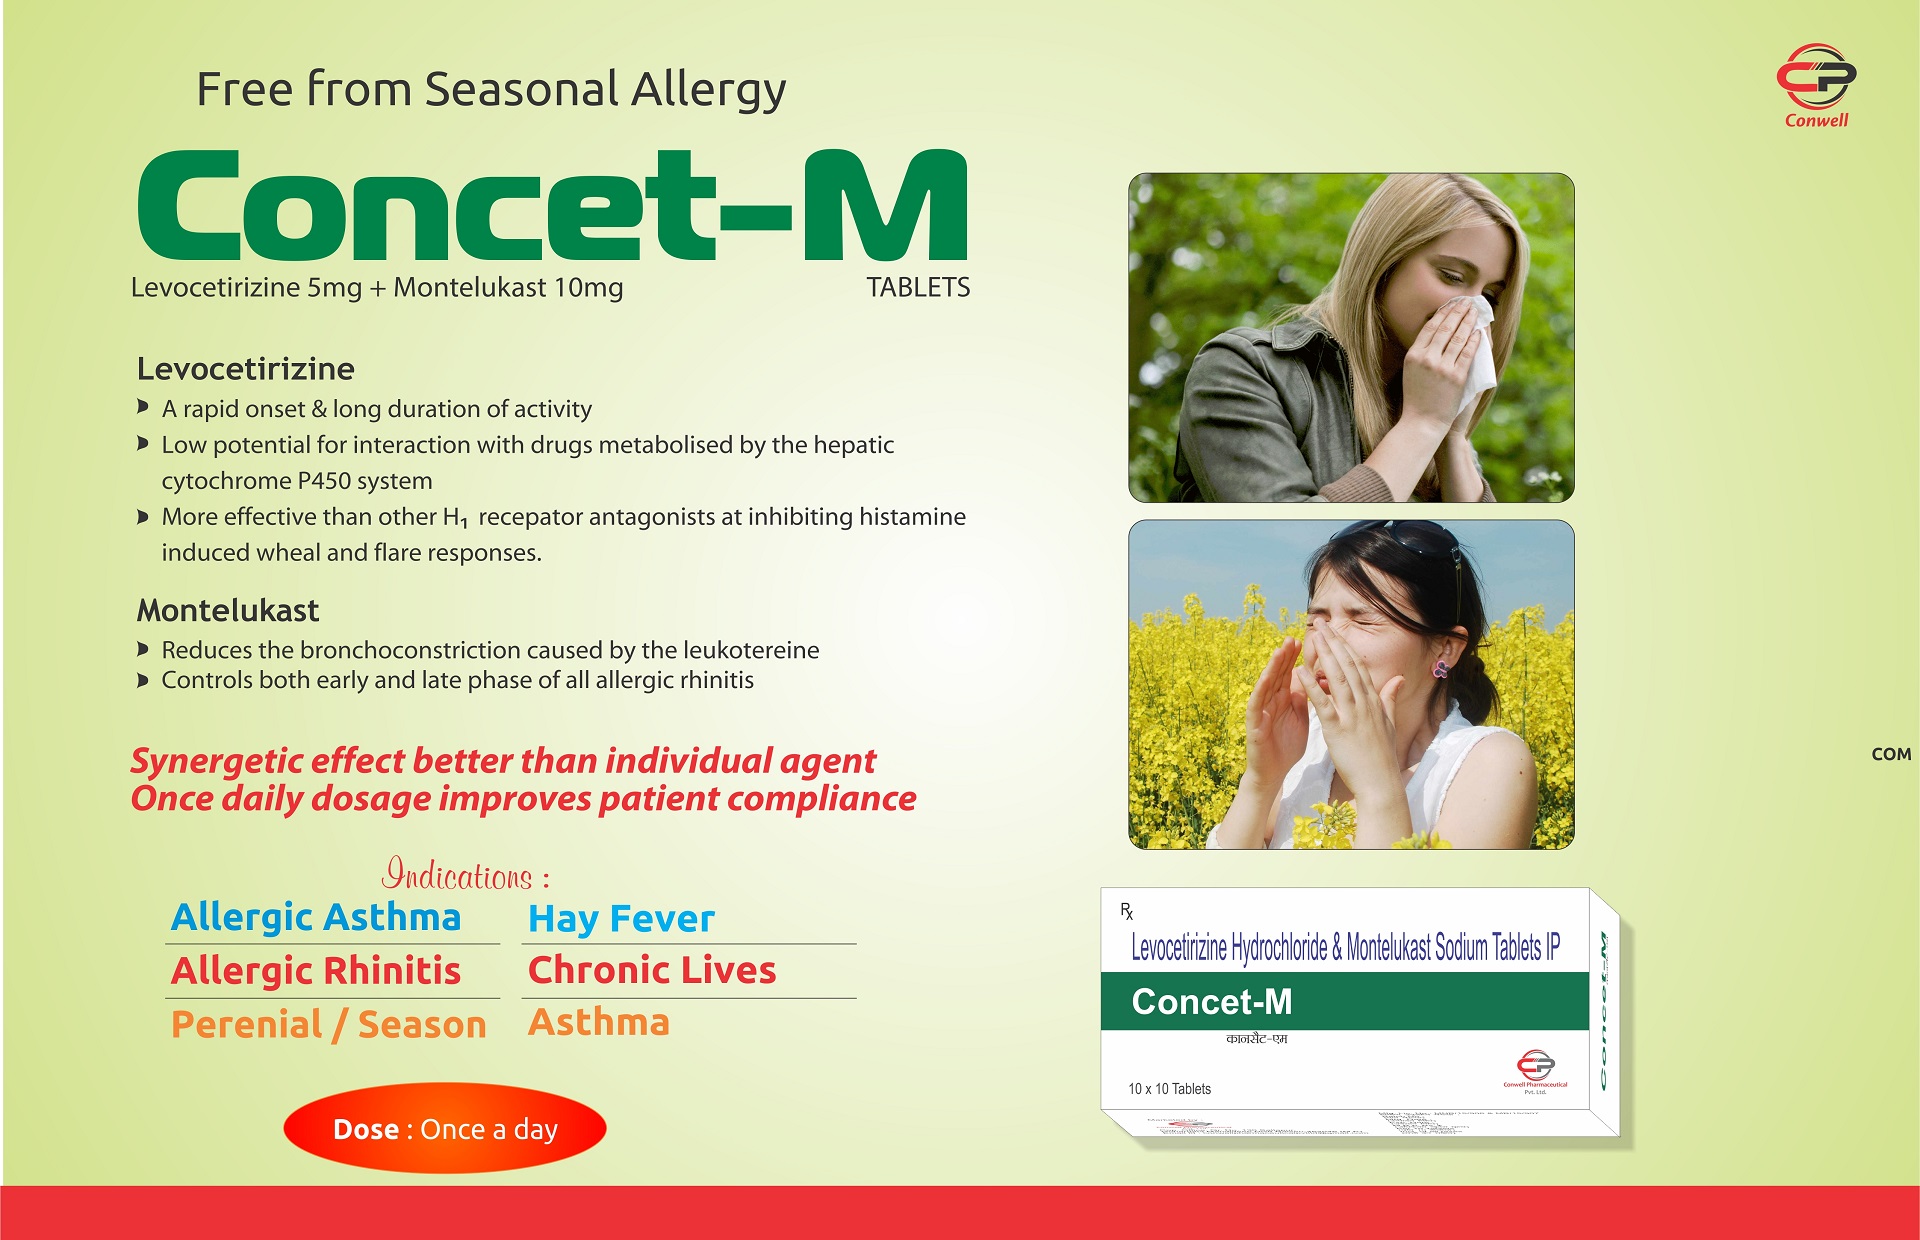 Free from Seasonal Allergy
CP
Conwell
Concet-M
Levocetirizine 5mg + Montelukast 10mg TABLETS
Levocetirizine
A rapid onset & long duration of activity
Low potential for interaction with drugs metabolised by the hepatic
cytochrome P450 system
More effective than other H₁ recepator antagonists at inhibiting histamine
induced wheal and flare responses.
Montelukast
Reduces the bronchoconstriction caused by the leukotereine
Controls both early and late phase of all allergic rhinitis
Synergetic effect better than individual agent
Once daily dosage improves patient compliance
COM
Indications :
Allergic Asthma Hay Fever
Allergic Rhinitis Chronic Lives
Perenial / Season Asthma
Dose : Once a day
Rx
Levocetirizine Hydrochloride & Montelukast Sodium Tablets IP
Concet-M
कानसैट-एम
10 x 10 Tablets
CP
Conwell Pharmaceutical
Pvt. Ltd.
Concet-M